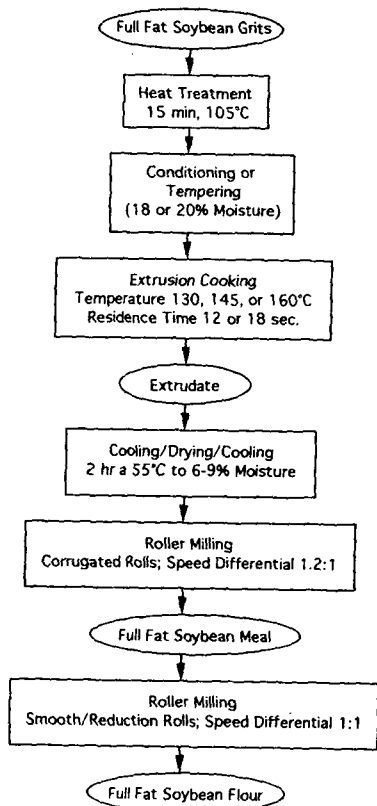 Full Fat Soybean Grits
Heat Treatment
15 min, 105°C
Conditioning or
Tempering
(18 or 20% Moisture)
Extrusion Cooking
Temperature 130, 145, or 160°C
Residence Time 12 or 18 sec.
Extrudate
Cooling/Drying/Cooling
2 hr a 55°C to 6-9% Moisture
Roller Milling
Corrugated Rolls; Speed Differential 1.2:1
Full Fat Soybean Meal
Roller Milling
Smooth/Reduction Rolls; Speed Differential 1:1
Full Fat Soybean Flour